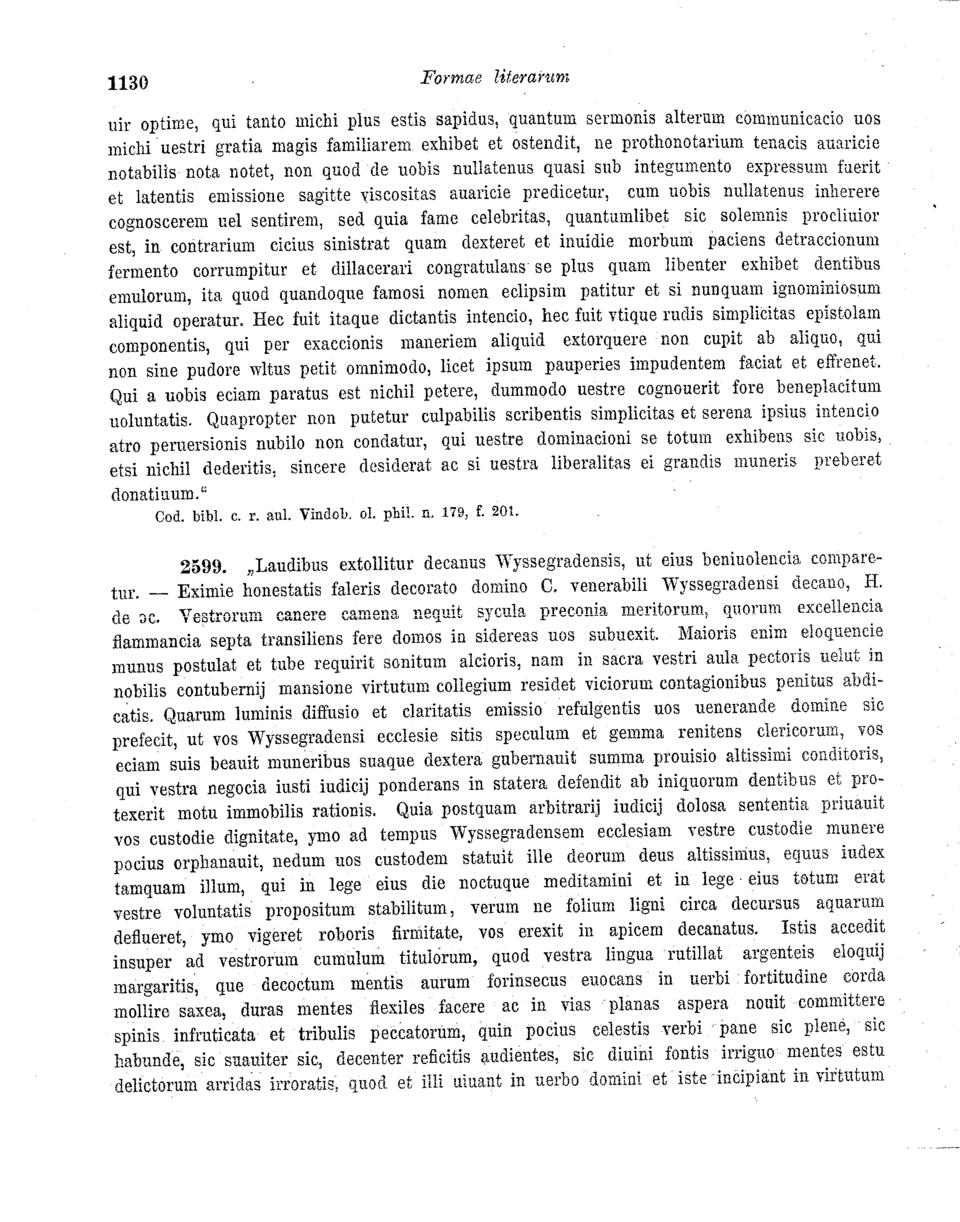 1130 Formae literarum
uir optime, qui tanto michi plus estis sapidus, quantum sermonis alterum communicacio uos
michi uestri gratia magis familiarem exhibet et ostendit, ne prothonotarium tenacis auaricie
notabilis nota notet, non quod de uobis nullatenus quasi sub integumento expressum fuerit
et latentis emissione sagitte viscositas auaricie predicetur, cum uobis nullatenus inherere
cognoscerem uel sentirem, sed quia fame celebritas, quantumlibet sic solemnis procliuior
est, in contrarium cicius sinistrat quam dexteret et inuidie morbum paciens detraccionum
fermento corrumpitur et dillacerari congratulans se plus quam libenter exhibet dentibus
emulorum, ita quod quandoque famosi nomen eclipsim patitur et si nunquam ignominiosum
aliquid operatur. Hec fuit itaque dictantis intencio, hec fuit vtique rudis simplicitas epistolam
componentis, qui per exaccionis maneriem aliquid extorquere non cupit ab aliquo, qui
non sine pudore wltus petit omnimodo, licet ipsum pauperies impudentem faciat et effrenet.
Qui a uobis eciam paratus est nichil petere, dummodo uestre cognouerit fore beneplacitum
uoluntatis. Quapropter non putetur culpabilis scribentis simplicitas et serena ipsius intencio
atro peruersionis nubilo non condatur, qui uestre dominacioni se totum exhibens sic uobis,
etsi nichil dederitis, sincere desiderat ac si uestra liberalitas ei grandis muneris preberet
donatiuum.“
Cod. bibl. c. r. aul. Vindob. ol. phil. n. 179, f. 201.
2599. „Laudibus extollitur decanus Wyssegradensis, ut eius beniuolencia compare-
tur. — Eximie honestatis faleris decorato domino C. venerabili Wyssegradensi decano, H.
de ɔc. Vestrorum canere camena nequit sycula preconia meritorum, quorum excellencia
flammancia septa transiliens fere domos in sidereas uos subuexit. Maioris enim eloquencie
munus postulat et tube requirit sonitum alcioris, nam in sacra vestri aula pectoris uelut in
nobilis contubernij mansione virtutum collegium residet viciorum contagionibus penitus abdi-
catis. Quarum luminis diffusio et claritatis emissio refulgentis uos uenerande domine sic
prefecit, ut vos Wyssegradensi ecclesie sitis speculum et gemma renitens clericorum, vos
eciam suis beauit muneribus suaque dextera gubernauit summa prouisio altissimi conditoris,
qui vestra negocia iusti iudicij ponderans in statera defendit ab iniquorum dentibus et pro-
texerit motu immobilis rationis. Quia postquam arbitrarij iudicij dolosa sententia priuauit
vos custodie dignitate, ymo ad tempus Wyssegradensem ecclesiam vestre custodie munere
pocius orphanauit, nedum uos custodem statuit ille deorum deus altissimus, equus iudex
tamquam illum, qui in lege eius die noctuque meditamini et in lege eius totum erat
vestre voluntatis propositum stabilitum, verum ne folium ligni circa decursus aquarum
deflueret, ymo vigeret roboris firmitate, vos erexit in apicem decanatus. Istis accedit
insuper ad vestrorum cumulum titulorum, quod vestra lingua rutillat argenteis eloquij
margaritis, que decoctum mentis aurum forinsecus euocans in uerbi fortitudine corda
mollire saxea, duras mentes flexiles facere ac in vias planas aspera nouit committere
spinis infruticata et tribulis peccatorum, quin pocius celestis verbi pane sic plene, sic
habunde, sic suauiter sic, decenter reficitis audientes, sic diuini fontis irriguo mentes estu
delictorum arridas irroratis, quod et illi uiuant in uerbo domini et iste incipiant in virtutum